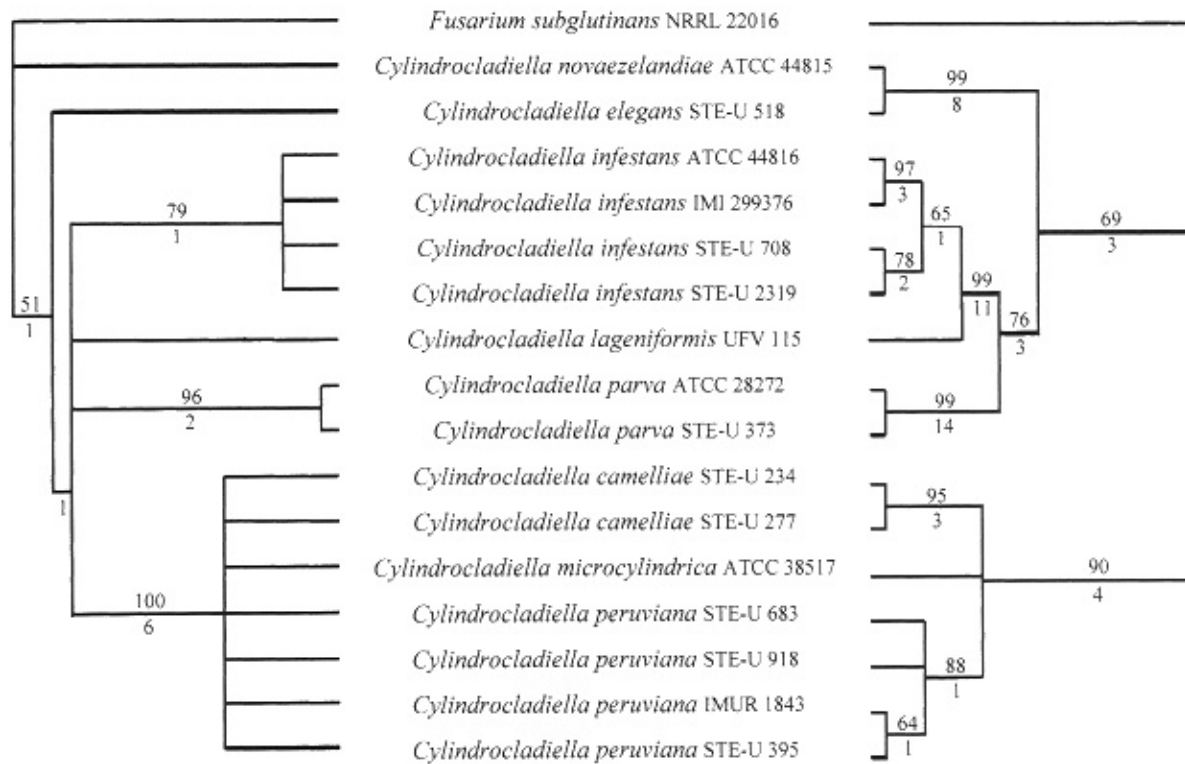 Fusarium subglutinans NRRL 22016
Cylindrocladiella novaezelandiae ATCC 44815
99
8
Cylindrocladiella elegans STE-U 518
Cylindrocladiella infestans ATCC 44816
97
3
79
1
Cylindrocladiella infestans IMI 299376
65
1
69
3
Cylindrocladiella infestans STE-U 708
78
2
Cylindrocladiella infestans STE-U 2319
99
11
51
1
Cylindrocladiella lageniformis UFV 115
76
3
Cylindrocladiella parva ATCC 28272
96
2
99
14
Cylindrocladiella parva STE-U 373
Cylindrocladiella camelliae STE-U 234
1
95
3
Cylindrocladiella camelliae STE-U 277
Cylindrocladiella microcylindrica ATCC 38517
90
4
100
6
Cylindrocladiella peruviana STE-U 683
Cylindrocladiella peruviana STE-U 918
88
1
Cylindrocladiella peruviana IMUR 1843
64
1
Cylindrocladiella peruviana STE-U 395